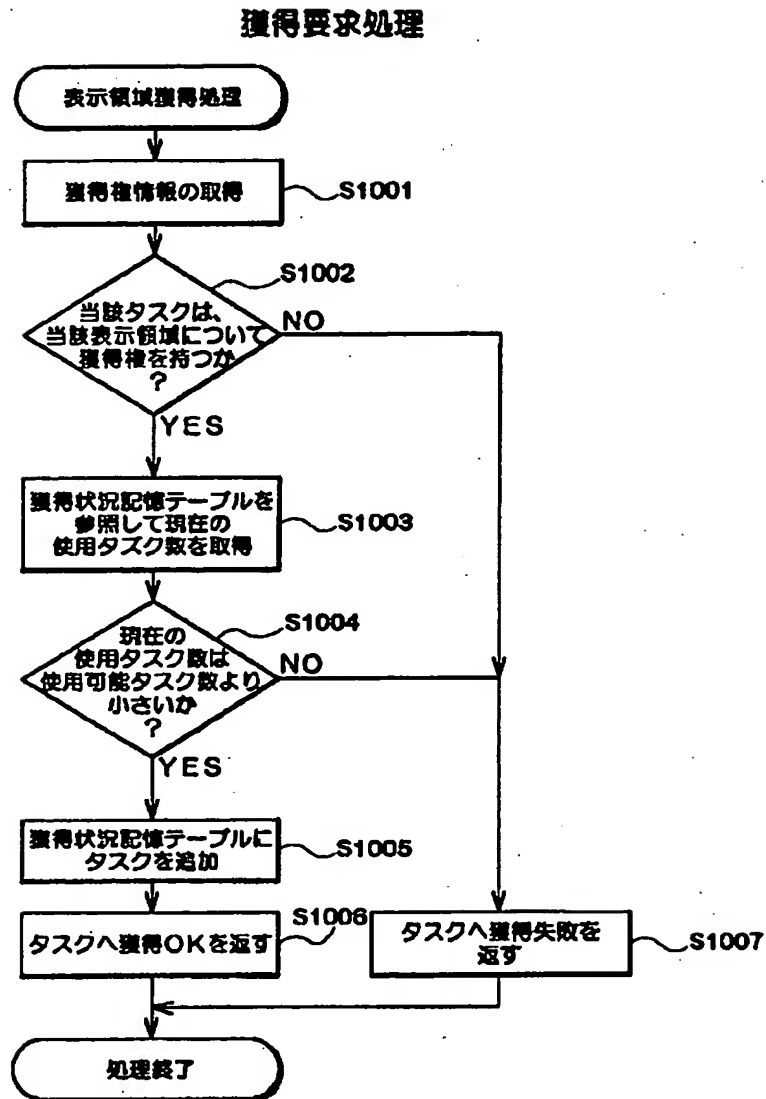 獲得要求処理
表示領域獲得処理
獲得権情報の取得
S1001
S1002
当該タスクは、
当該表示領域について
獲得権を持つか
?
NO
YES
獲得状況記憶テーブルを
参照して現在の
使用タスク数を取得
S1003
S1004
現在の
使用タスク数は
使用可能タスク数より
小さいか
?
NO
YES
獲得状況記憶テーブルに
タスクを追加
S1005
S1006
タスクへ獲得OKを返す
タスクへ獲得失敗を
返す
S1007
処理終了